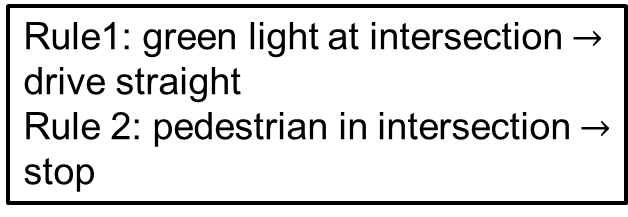 Rule1: green light at intersection →
drive straight
Rule 2: pedestrian in intersection →
stop